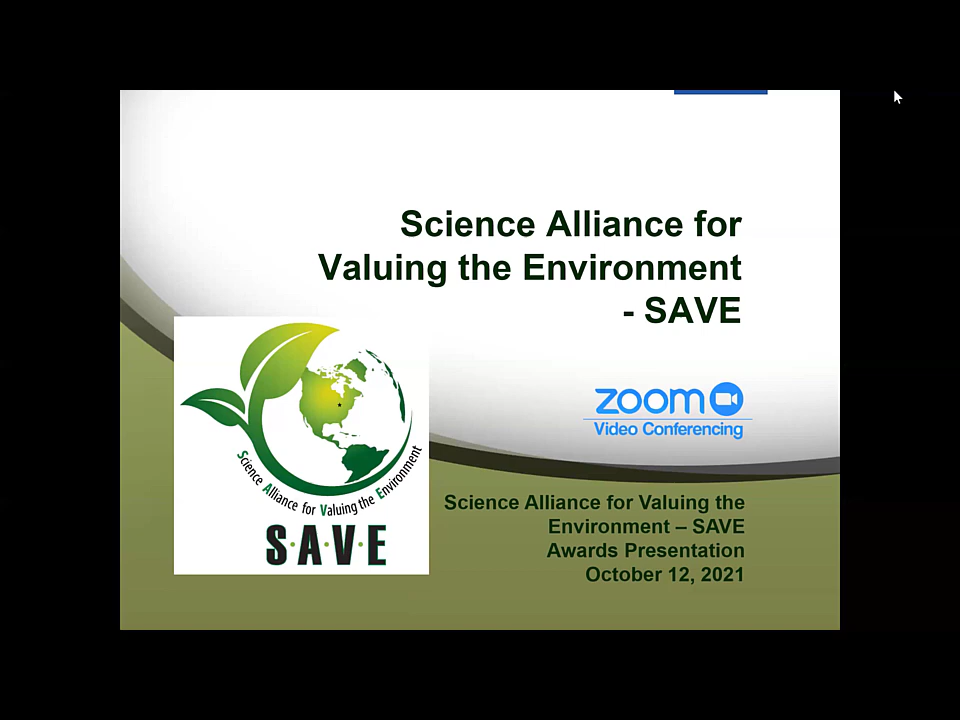 Science Alliance for
Valuing the Environment
- SAVE
zoom
Video Conferencing
Science Alliance for Valuing the Environment
S·A·V·E
Science Alliance for Valuing the
Environment – SAVE
Awards Presentation
October 12, 2021